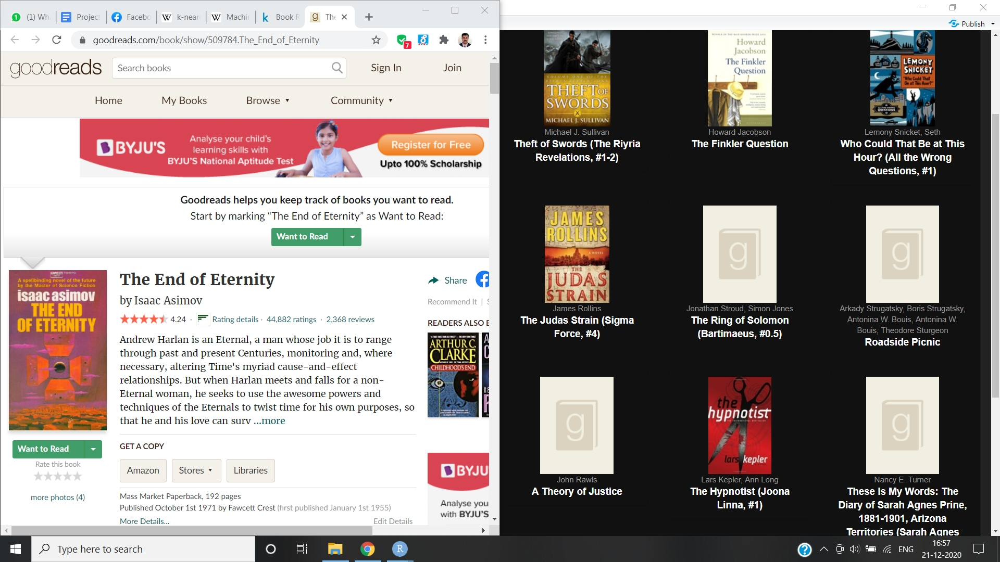 (1) Wh
Project
Facebo
k-near
Machin
Book R
The
goodreads.com/book/show/509784.The_End_of_Eternity
7
Publish
goodreads
Search books
Sign In
Join
Home
My Books
Browse
Community
BYJU'S
Analyse your child's
learning skills with
BYJU'S National Aptitude Test
Register for Free
Upto 100% Scholarship
Goodreads helps you keep track of books you want to read.
Start by marking “The End of Eternity” as Want to Read:
Want to Read
A spellbinding novel of the future
by the Master of Science Fiction
isaac asimov
THE END
OF ETERNITY
The End of Eternity
by Isaac Asimov
4.24 · Rating details · 44,882 ratings · 2,368 reviews
Andrew Harlan is an Eternal, a man whose job it is to range
through past and present Centuries, monitoring and, where
necessary, altering Time's myriad cause-and-effect
relationships. But when Harlan meets and falls for a non-
Eternal woman, he seeks to use the awesome powers and
techniques of the Eternals to twist time for his own purposes, so
that he and his love can surv ...more
Want to Read
Rate this book
more photos (4)
GET A COPY
Amazon
Stores
Libraries
Mass Market Paperback, 192 pages
Published October 1st 1971 by Fawcett Crest (first published January 1st 1955)
More Details...
Edit Details
Share
Recommend It | S
READERS ALSO E
ARTHUR C.
CLARKE
CHILDHOOD'S END
BYJU
Analyse you
with BYJU'S
THEFT OF
SWORDS
MICHAEL J. SULLIVAN
Michael J. Sullivan
Theft of Swords (The Riyria
Revelations, #1-2)
Howard
Jacobson
The Finkler
Question
Howard Jacobson
The Finkler Question
LEMONY
SNICKET
"Who Could That
Be at This Hour?"
Lemony Snicket, Seth
Who Could That Be at This
Hour? (All the Wrong
Questions, #1)
JAMES
ROLLINS
A NOVEL
THE
JUDAS
STRAIN
James Rollins
The Judas Strain (Sigma
Force, #4)
g
Jonathan Stroud, Simon Jones
The Ring of Solomon
(Bartimaeus, #0.5)
g
Arkady Strugatsky, Boris Strugatsky,
Antonina W. Bouis, Antonina W.
Bouis, Theodore Sturgeon
Roadside Picnic
g
John Rawls
A Theory of Justice
the
hypnotist
lars kepler
Lars Kepler, Ann Long
The Hypnotist (Joona
Linna, #1)
g
Nancy E. Turner
These Is My Words: The
Diary of Sarah Agnes Prine,
1881-1901, Arizona
Territories (Sarah Agnes
Type here to search
R
ENG
16:57
21-12-2020